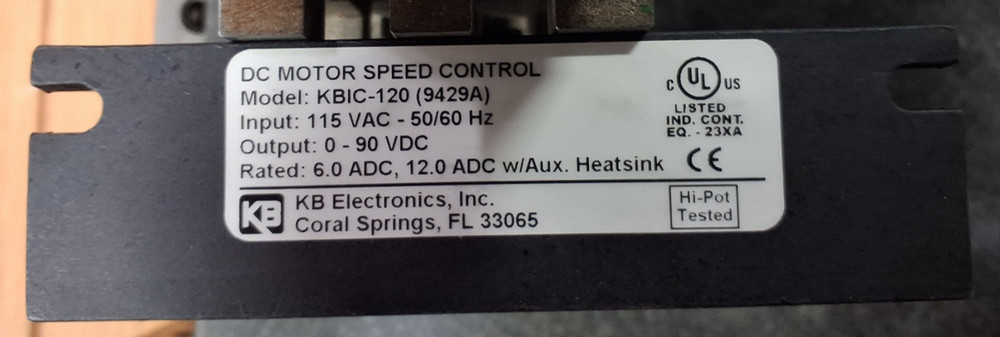 DC MOTOR SPEED CONTROL
Model: KBIC-120 (9429A)
Input: 115 VAC - 50/60 Hz
Output: 0 - 90 VDC
Rated: 6.0 ADC, 12.0 ADC w/Aux. Heatsink
C UL US
LISTED
IND. CONT.
EQ. - 23XA
CE
KB
KB Electronics, Inc.
Coral Springs, FL 33065
Hi-Pot
Tested